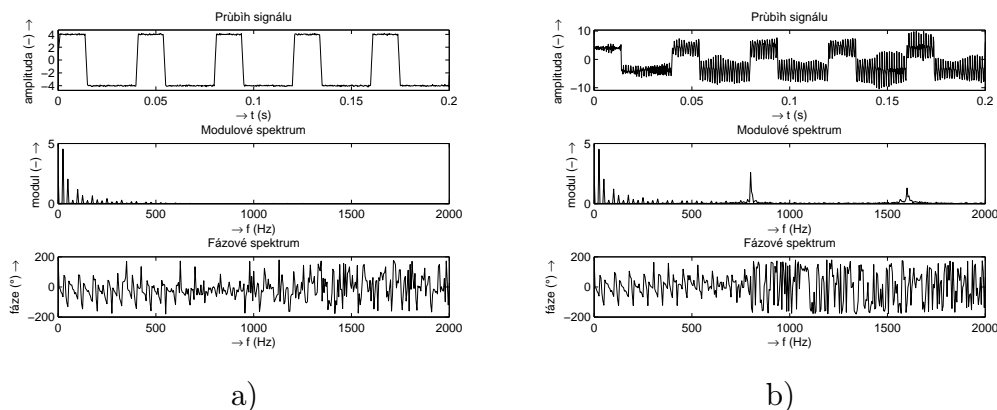 Prùbìh signálu
amplituda (−) →
4
2
0
−2
−4
0 0.05 0.1 0.15 0.2
→ t (s)
Modulové spektrum
modul (−) →
5
0
0 500 1000 1500 2000
→ f (Hz)
Fázové spektrum
fáze (°) →
200
0
−200
0 500 1000 1500 2000
→ f (Hz)
a)
Prùbìh signálu
amplituda (−) →
10
0
−10
0 0.05 0.1 0.15 0.2
→ t (s)
Modulové spektrum
modul (−) →
5
0
0 500 1000 1500 2000
→ f (Hz)
Fázové spektrum
fáze (°) →
200
0
−200
0 500 1000 1500 2000
→ f (Hz)
b)